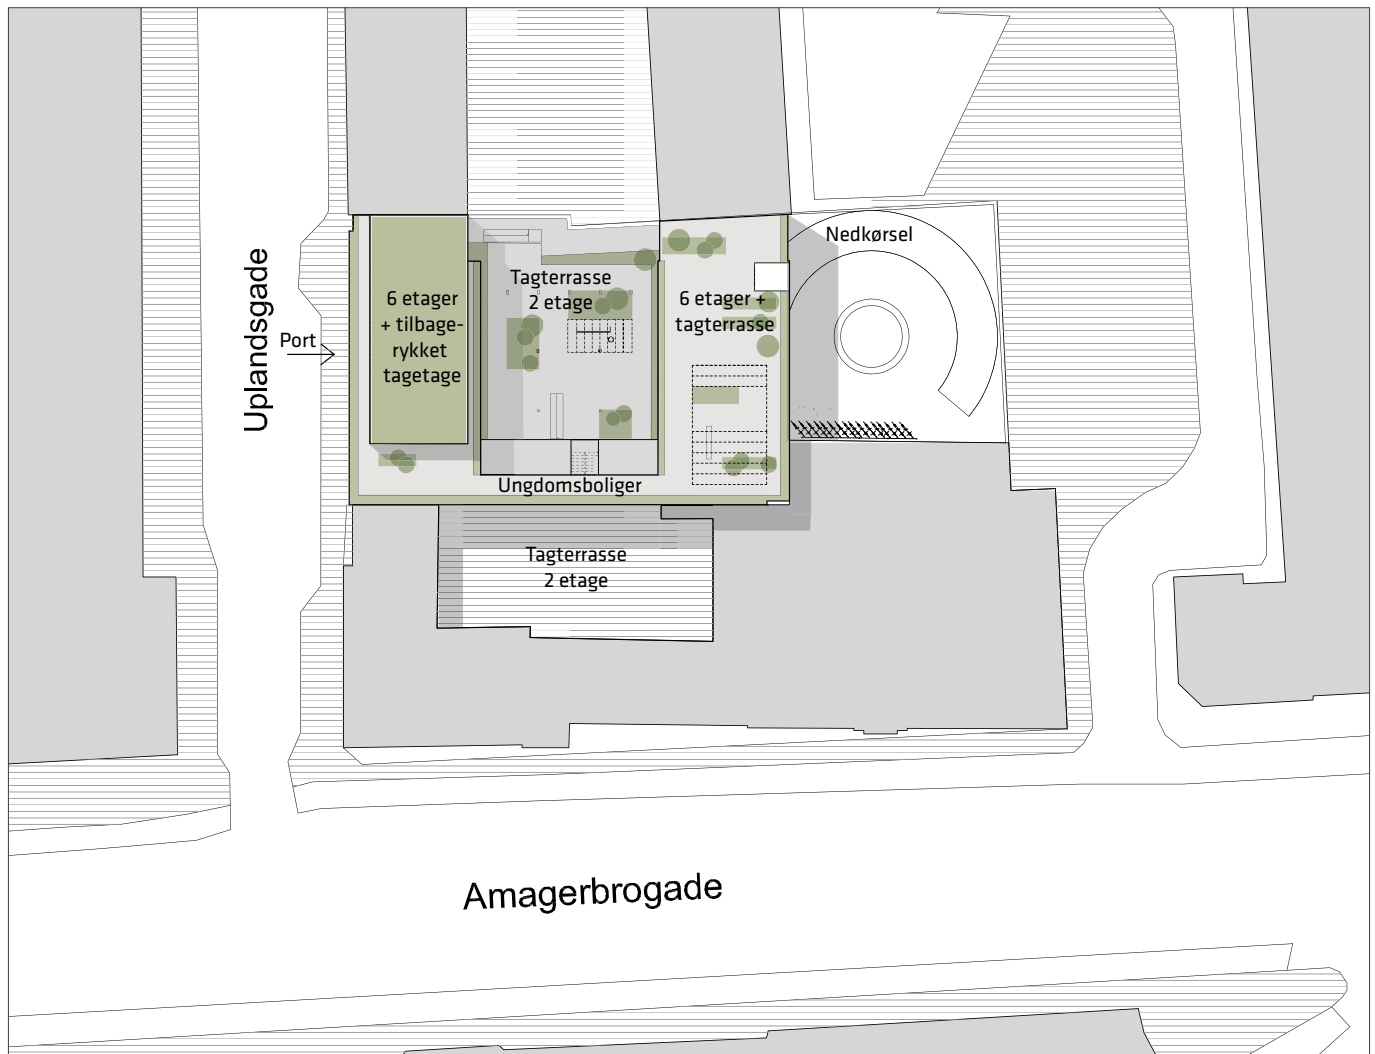 Nedkørsel
Uplandsgade
Port
6 etager
+ tilbage-
rykket
tagetage
Tagterrasse
2 etage
6 etager +
tagterrasse
Ungdomsboliger
Tagterrasse
2 etage
Amagerbrogade